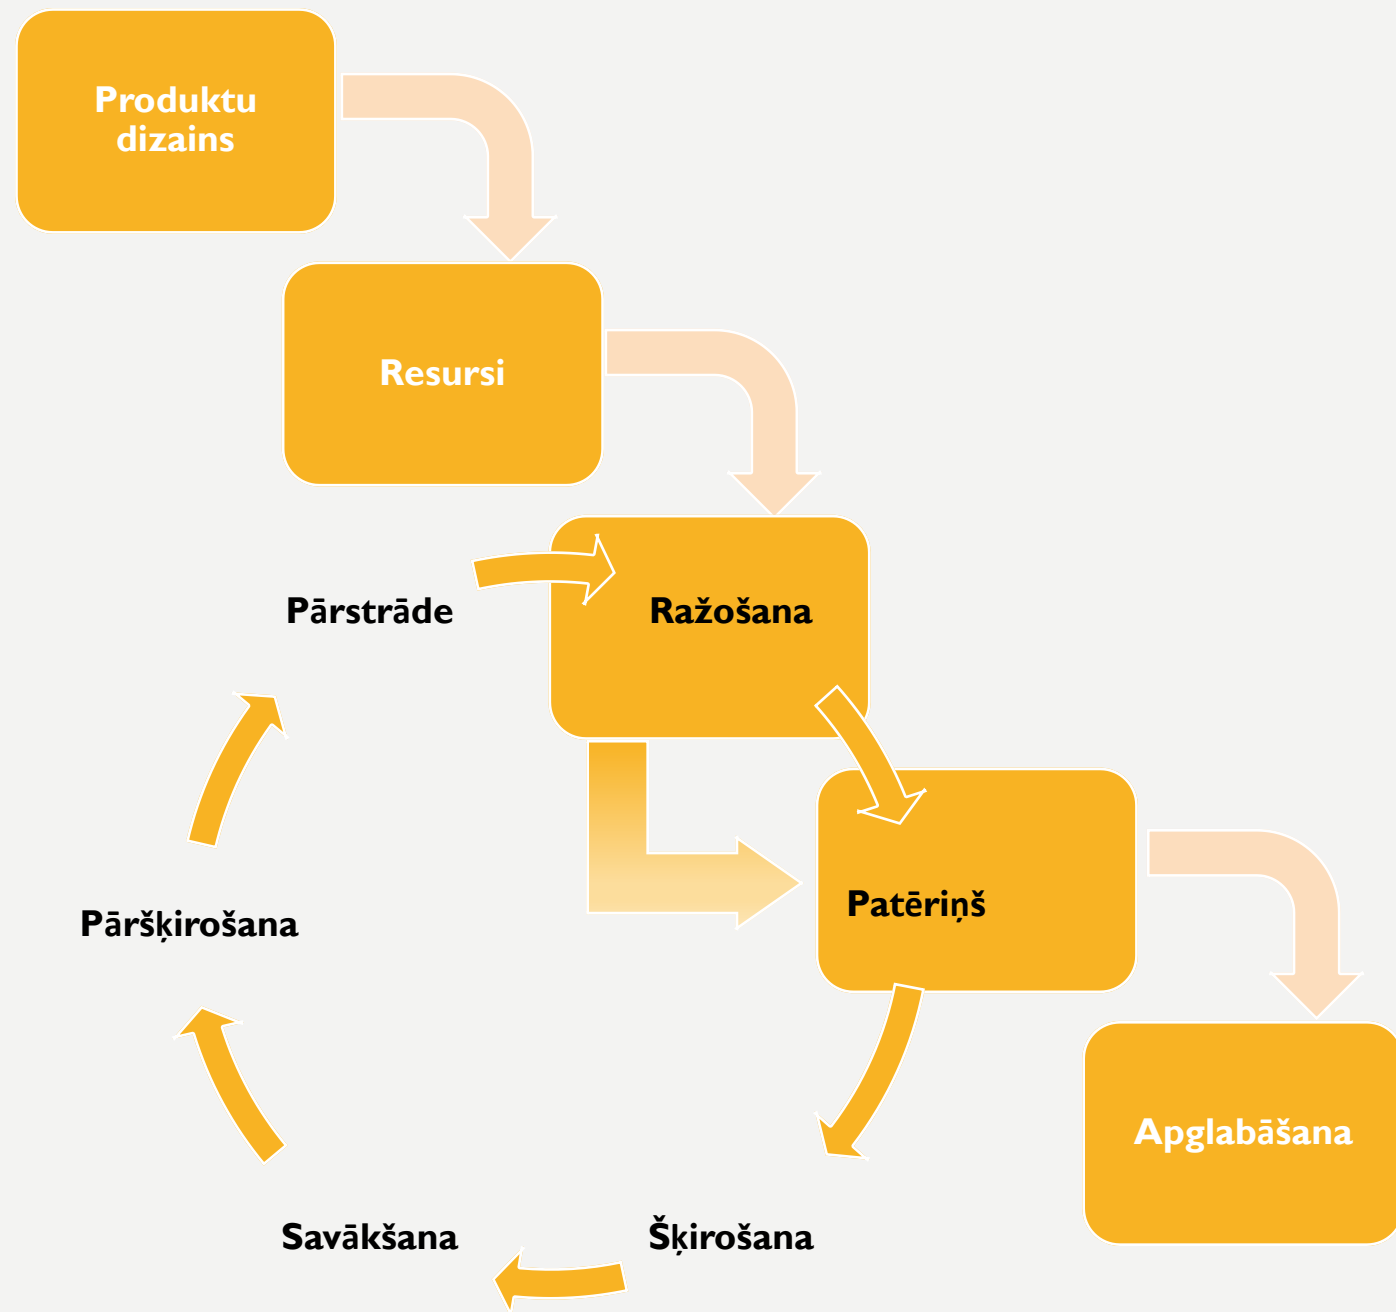 Produktu
dizains
Resursi
Pārstrāde
Ražošana
Patēriņš
Pāršķirošana
Apglabāšana
Savākšana
Šķirošana